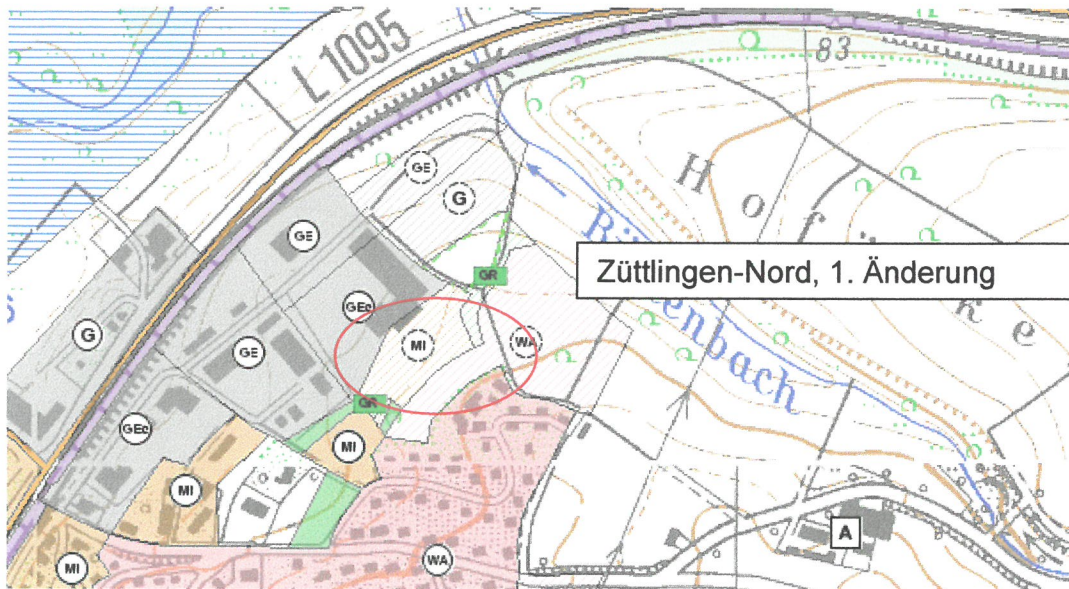 L 1095
83
GE
G
H o f
GE
GR
Züttlingen-Nord, 1. Änderung
GEe
G
MI
WA
k e
GE
enbach
GR
GEe
MI
MI
A
WA
MI